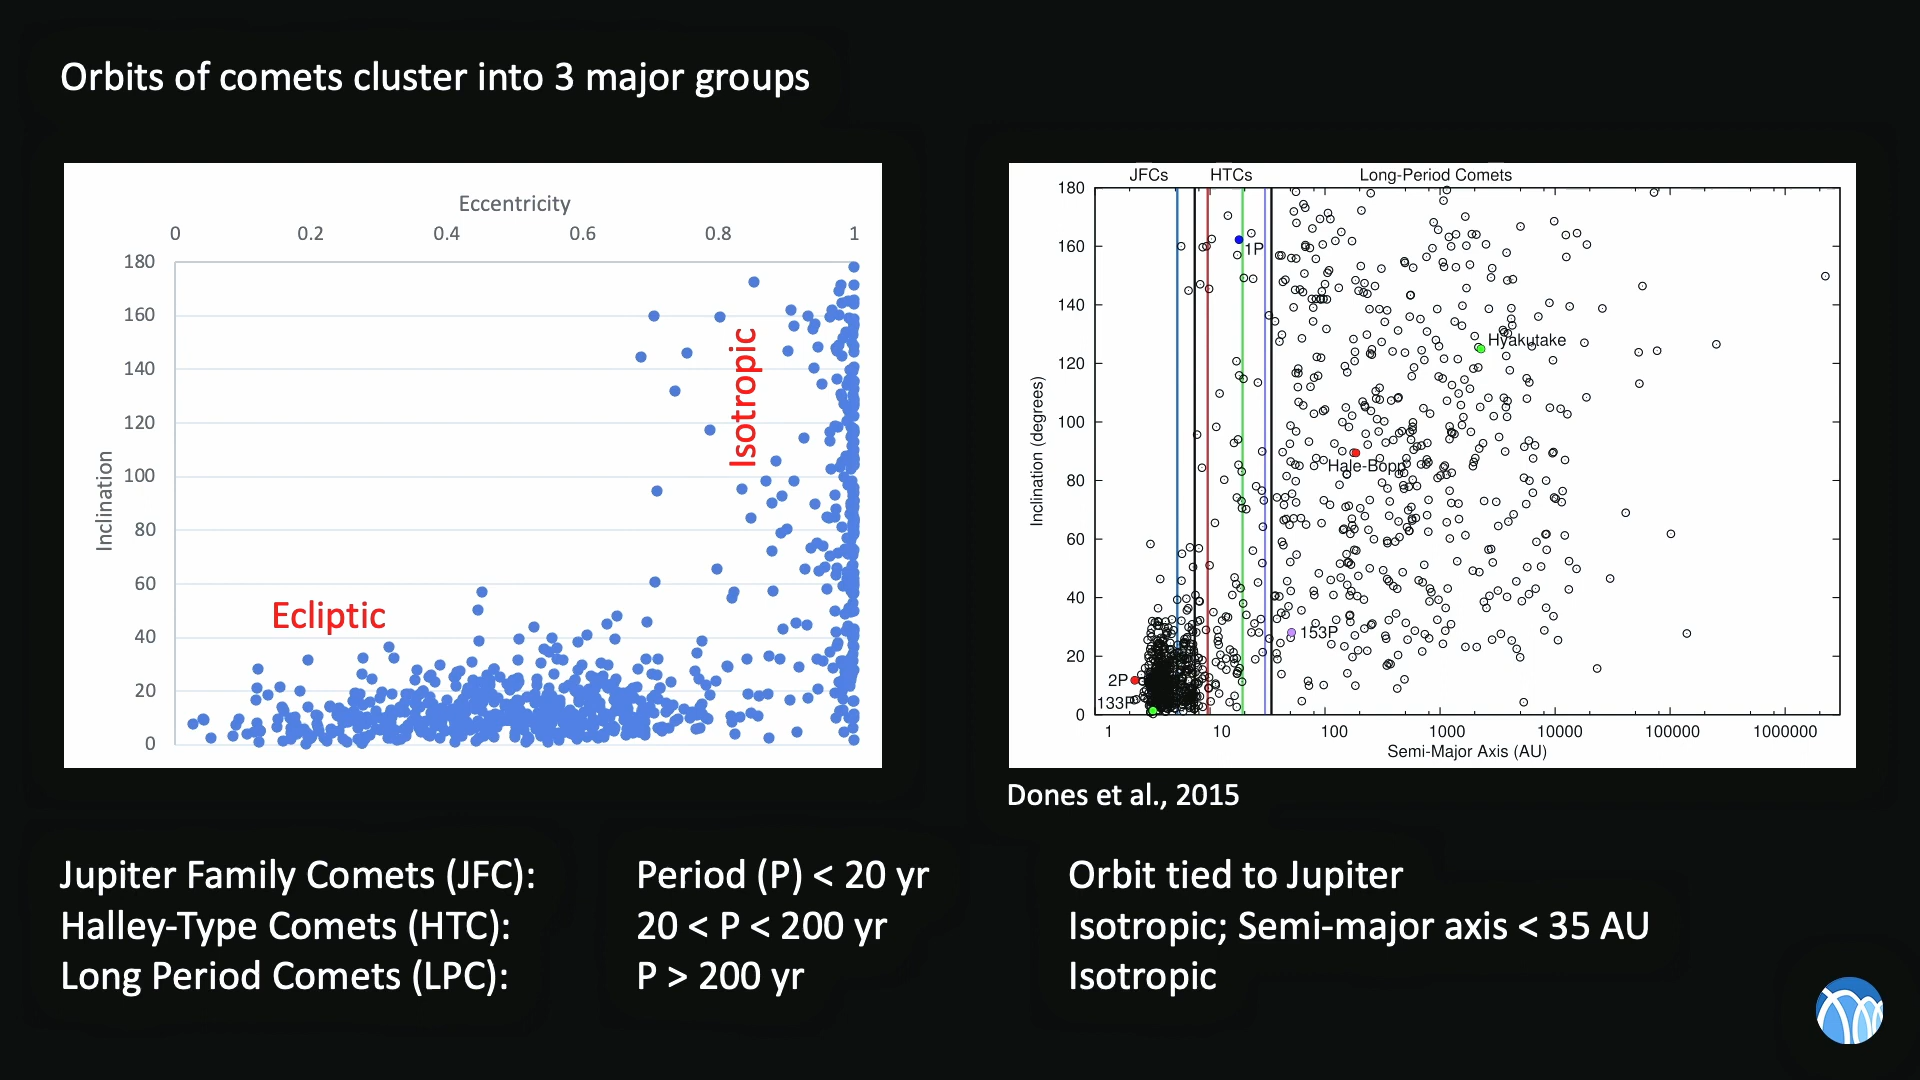 Orbits of comets cluster into 3 major groups
Eccentricity
0 0.2 0.4 0.6 0.8 1
180
160
140
120
100
80
60
40
20
0
Inclination
Isotropic
Ecliptic
JFCs HTCs Long-Period Comets
180
160
140
120
100
80
60
40
20
0
Inclination (degrees)
1P
Hyakutake
Hale-Bopp
153P
2P
133P
1 10 100 1000 10000 100000 1000000
Semi-Major Axis (AU)
Dones et al., 2015
Jupiter Family Comets (JFC): Period (P) < 20 yr Orbit tied to Jupiter
Halley-Type Comets (HTC): 20 < P < 200 yr Isotropic; Semi-major axis < 35 AU
Long Period Comets (LPC): P > 200 yr Isotropic